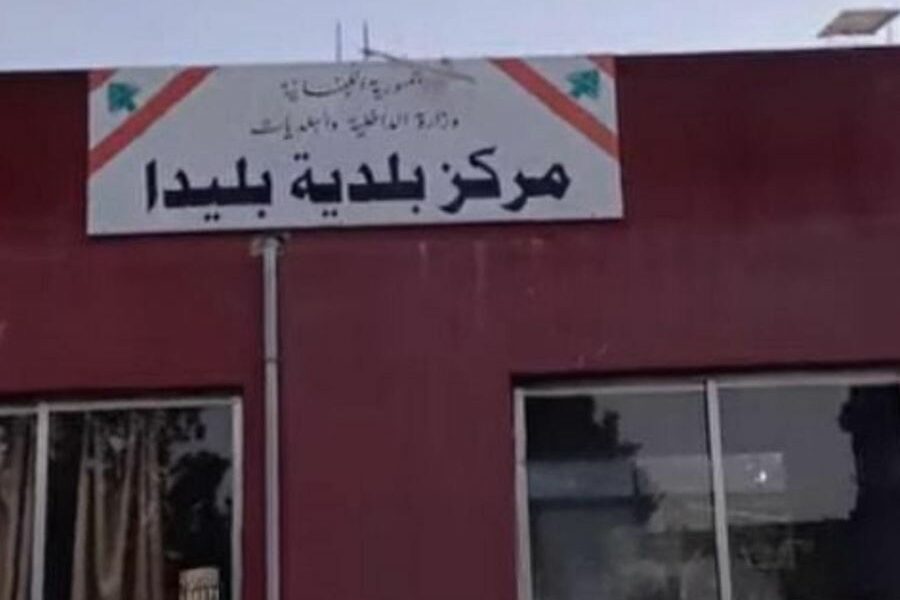 الجمهورية اللبنانية
وزارة الداخلية والبلديات
مركز بلدية بليدا